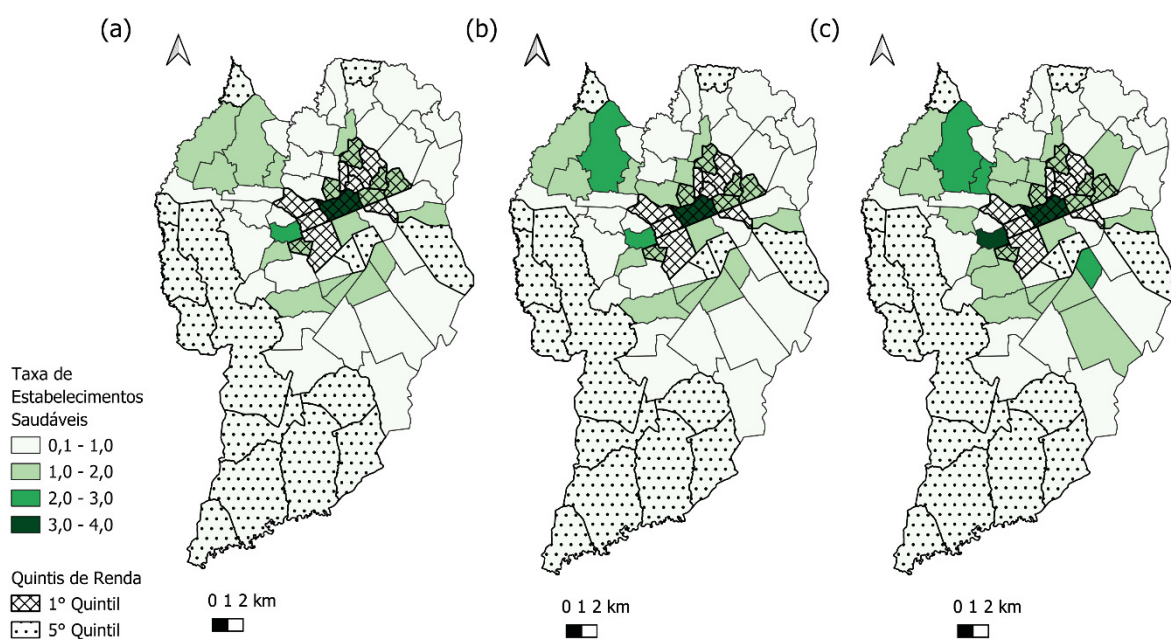 (a)
(b)
(c)
Taxa de
Estabelecimentos
Saudáveis
0,1 - 1,0
1,0 - 2,0
2,0 - 3,0
3,0 - 4,0
Quintis de Renda
1° Quintil
5° Quintil
0 1 2 km
0 1 2 km
0 1 2 km